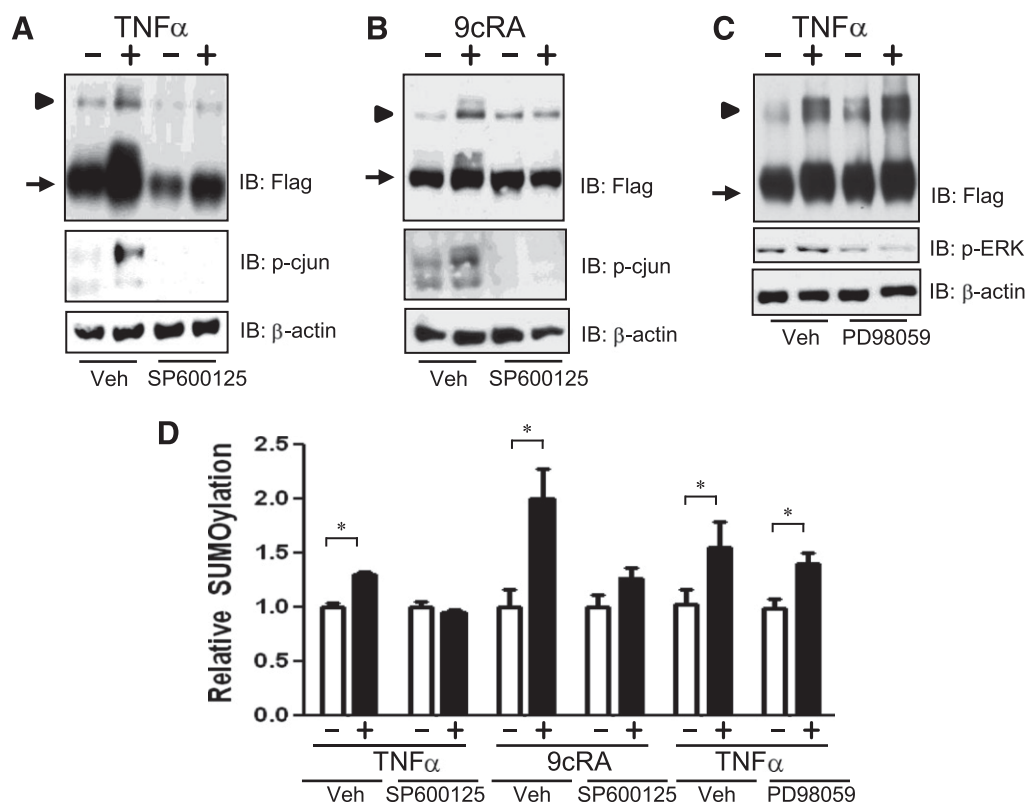 A TNFα
− +  − +
IB: Flag
IB: p-cjun
IB: β-actin
Veh SP600125
B 9cRA
− + − +
IB: Flag
IB: p-cjun
IB: β-actin
Veh SP600125
C TNFα
− + − +
IB: Flag
IB: p-ERK
IB: β-actin
Veh PD98059
D
Relative SUMOylation
2.5
2.0
1.5
1.0
0.5
0.0
* * * *
− + − + − + − + − + − +
TNFα 9cRA TNFα
Veh SP600125 Veh SP600125 Veh PD98059